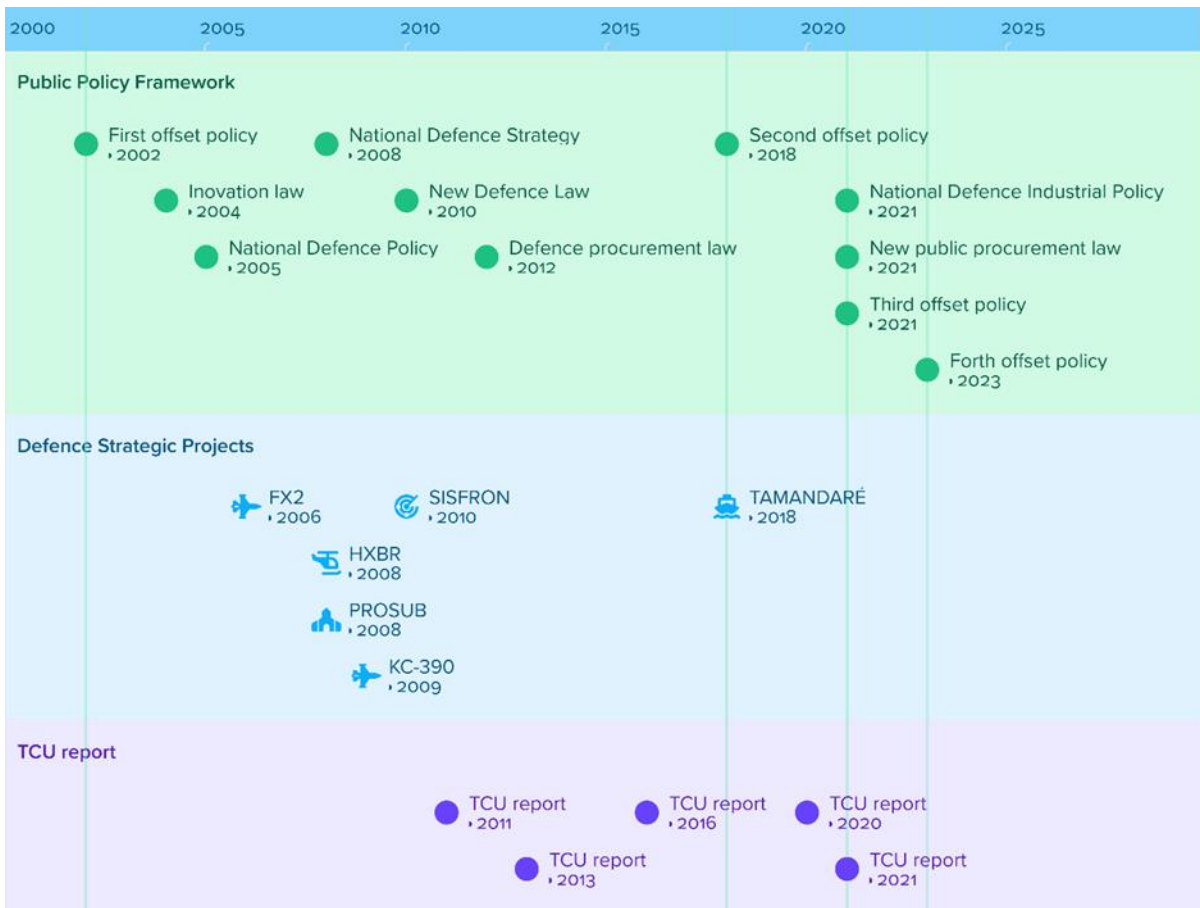 2000 2005 2010 2015 2020 2025
Public Policy Framework
First offset policy
2002
National Defence Strategy
2008
Second offset policy
2018
Inovation law
2004
New Defence Law
2010
National Defence Industrial Policy
2021
National Defence Policy
2005
Defence procurement law
2012
New public procurement law
2021
Third offset policy
2021
Forth offset policy
2023
Defence Strategic Projects
FX2
2006
SISFRON
2010
TAMANDARÉ
2018
HXBR
2008
PROSUB
2008
KC-390
2009
TCU report
TCU report
2011
TCU report
2016
TCU report
2020
TCU report
2013
TCU report
2021